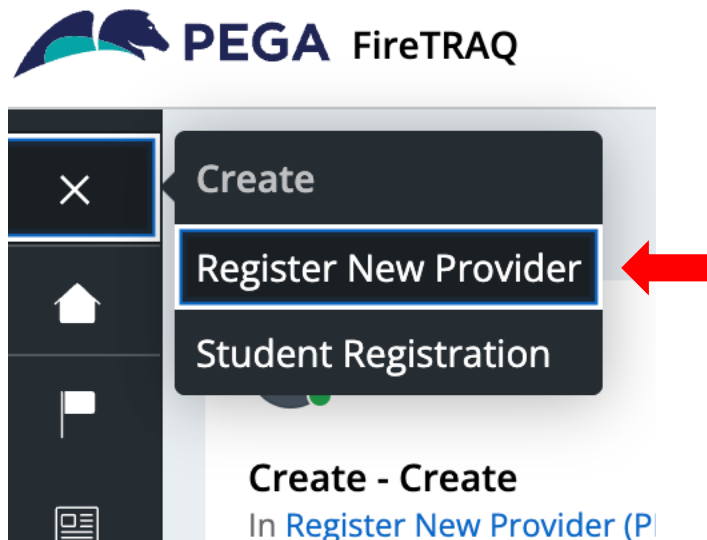 PEGA FireTRAQ
Create
Register New Provider
Student Registration
Create - Create
In Register New Provider